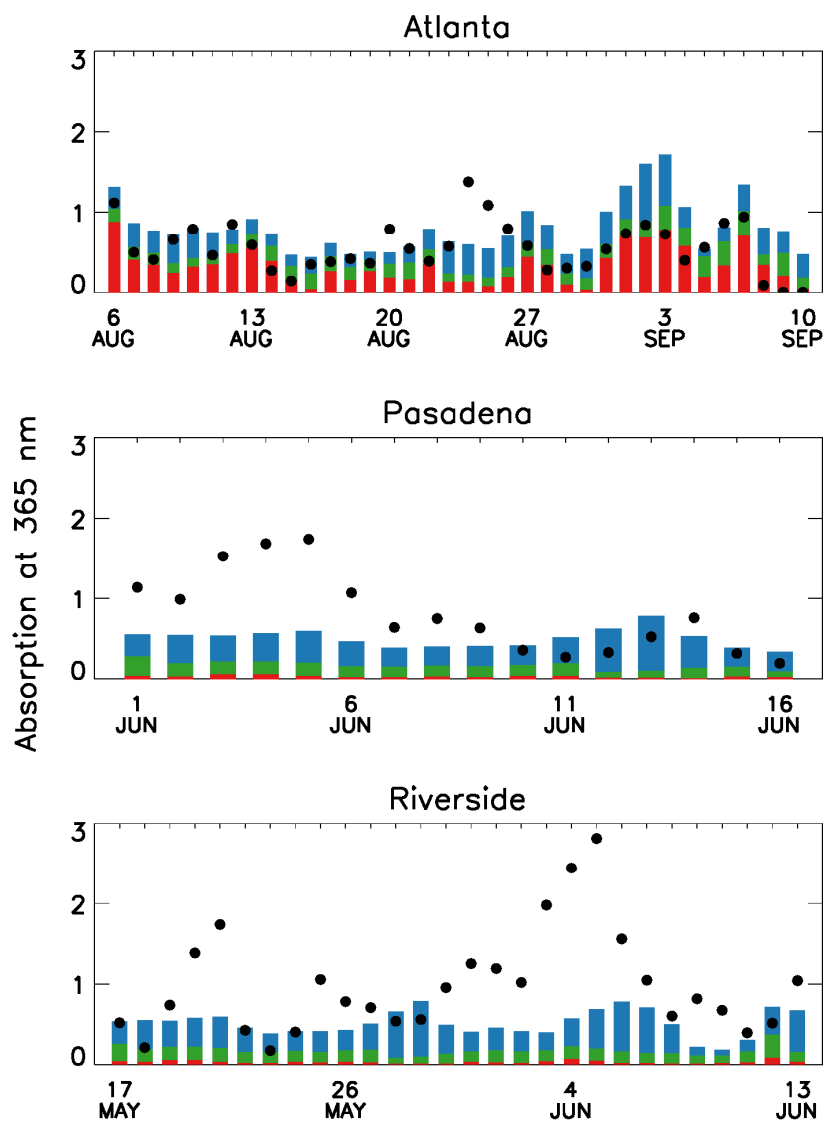 Atlanta
3
2
1
0
6 13 20 27 3 10
AUG AUG AUG AUG SEP SEP
Absorption at 365 nm
Pasadena
3
2
1
0
1 6 11 16
JUN JUN JUN JUN
Riverside
3
2
1
0
17 26 4 13
MAY MAY JUN JUN